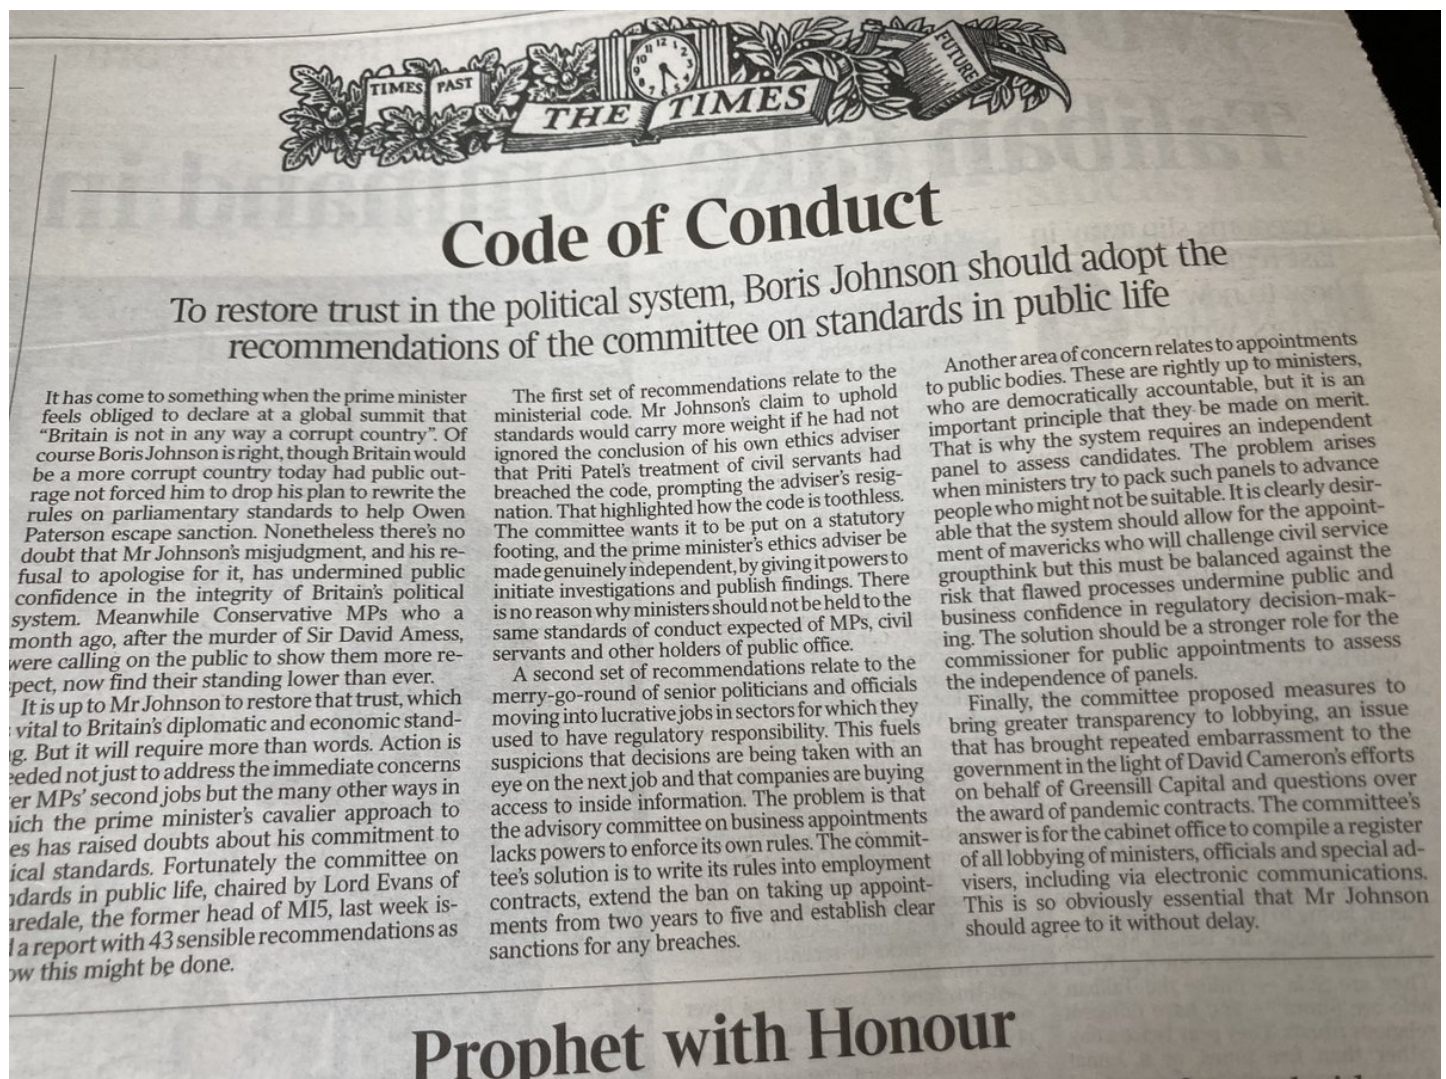 TIMES PAST
THE TIMES
FUTURE
Code of Conduct
To restore trust in the political system, Boris Johnson should adopt the
recommendations of the committee on standards in public life
It has come to something when the prime minister
feels obliged to declare at a global summit that
“Britain is not in any way a corrupt country”. Of
course Boris Johnson is right, though Britain would
be a more corrupt country today had public out-
rage not forced him to drop his plan to rewrite the
rules on parliamentary standards to help Owen
Paterson escape sanction. Nonetheless there’s no
doubt that Mr Johnson’s misjudgment, and his re-
fusal to apologise for it, has undermined public
confidence in the integrity of Britain’s political
system. Meanwhile Conservative MPs who a
month ago, after the murder of Sir David Amess,
were calling on the public to show them more re-
pect, now find their standing lower than ever.
It is up to Mr Johnson to restore that trust, which
vital to Britain’s diplomatic and economic stand-
g. But it will require more than words. Action is
eded not just to address the immediate concerns
er MPs’ second jobs but the many other ways in
ich the prime minister’s cavalier approach to
es has raised doubts about his commitment to
ical standards. Fortunately the committee on
dards in public life, chaired by Lord Evans of
aredale, the former head of MI5, last week is-
l a report with 43 sensible recommendations as
ow this might be done.
The first set of recommendations relate to the
ministerial code. Mr Johnson’s claim to uphold
standards would carry more weight if he had not
ignored the conclusion of his own ethics adviser
that Priti Patel’s treatment of civil servants had
breached the code, prompting the adviser’s resig-
nation. That highlighted how the code is toothless.
The committee wants it to be put on a statutory
footing, and the prime minister’s ethics adviser be
made genuinely independent, by giving it powers to
initiate investigations and publish findings. There
is no reason why ministers should not be held to the
same standards of conduct expected of MPs, civil
servants and other holders of public office.
A second set of recommendations relate to the
merry-go-round of senior politicians and officials
moving into lucrative jobs in sectors for which they
used to have regulatory responsibility. This fuels
suspicions that decisions are being taken with an
eye on the next job and that companies are buying
access to inside information. The problem is that
the advisory committee on business appointments
lacks powers to enforce its own rules. The commit-
tee’s solution is to write its rules into employment
contracts, extend the ban on taking up appoint-
ments from two years to five and establish clear
sanctions for any breaches.
Another area of concern relates to appointments
to public bodies. These are rightly up to ministers,
who are democratically accountable, but it is an
important principle that they be made on merit.
That is why the system requires an independent
panel to assess candidates. The problem arises
when ministers try to pack such panels to advance
people who might not be suitable. It is clearly desir-
able that the system should allow for the appoint-
ment of mavericks who will challenge civil service
groupthink but this must be balanced against the
risk that flawed processes undermine public and
business confidence in regulatory decision-mak-
ing. The solution should be a stronger role for the
commissioner for public appointments to assess
the independence of panels.
Finally, the committee proposed measures to
bring greater transparency to lobbying, an issue
that has brought repeated embarrassment to the
government in the light of David Cameron’s efforts
on behalf of Greensill Capital and questions over
the award of pandemic contracts. The committee’s
answer is for the cabinet office to compile a register
of all lobbying of ministers, officials and special ad-
visers, including via electronic communications.
This is so obviously essential that Mr Johnson
should agree to it without delay.
Prophet with Honour